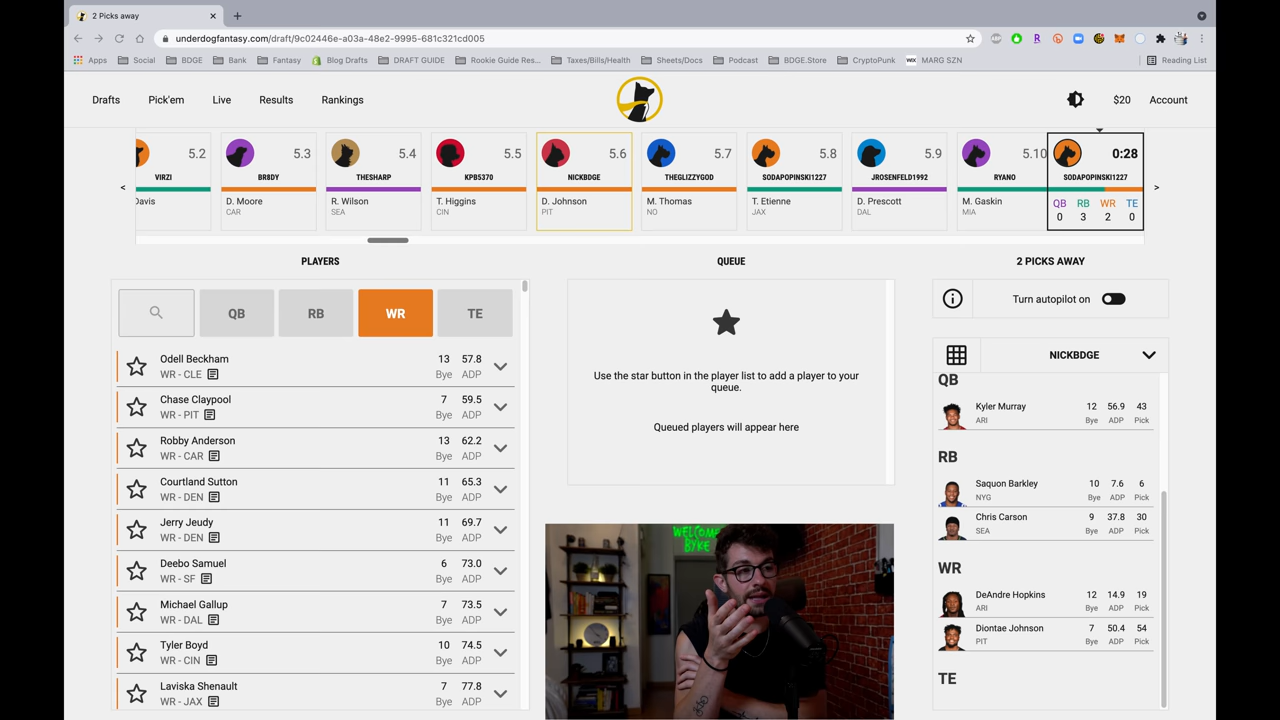 2 Picks away
underdogfantasy.com/draft/9c02446e-a03a-48e2-9995-681c321cd005
Apps Social BDGE Bank Fantasy Blog Drafts DRAFT GUIDE Rookie Guide Res... Taxes/Bills/Health Sheets/Docs Podcast BDGE.Store CryptoPunk WIX MARG SZN Reading List
Drafts Pick'em Live Results Rankings $20 Account
5.2 5.3 5.4 5.5 5.6 5.7 5.8 5.9 5.10 0:28
VIRZI BR8DY THESHARP KPB5370 NICKBDGE THEGLIZZYGOD SODAPOPINSKI1227 JROSENFELD1992 RYANO SODAPOPINSKI1227
Davis D. Moore R. Wilson T. Higgins D. Johnson M. Thomas T. Etienne D. Prescott M. Gaskin QB RB WR TE
CAR SEA CIN PIT NO JAX DAL MIA 0 3 2 0
< >
PLAYERS QUEUE 2 PICKS AWAY
QB RB WR TE
Turn autopilot on
NICKBDGE
Odell Beckham 13 57.8
WR - CLE Bye ADP
Chase Claypool 7 59.5
WR - PIT Bye ADP
Robby Anderson 13 62.2
WR - CAR Bye ADP
Courtland Sutton 11 65.3
WR - DEN Bye ADP
Jerry Jeudy 11 69.7
WR - DEN Bye ADP
Deebo Samuel 6 73.0
WR - SF Bye ADP
Michael Gallup 7 73.5
WR - DAL Bye ADP
Tyler Boyd 10 74.5
WR - CIN Bye ADP
Laviska Shenault 7 77.8
WR - JAX Bye ADP
Use the star button in the player list to add a player to your
queue.
Queued players will appear here
WELCOME
BYKE
QB
Kyler Murray 12 56.9 43
ARI Bye ADP Pick
RB
Saquon Barkley 10 7.6 6
NYG Bye ADP Pick
Chris Carson 9 37.8 30
SEA Bye ADP Pick
WR
DeAndre Hopkins 12 14.9 19
ARI Bye ADP Pick
Diontae Johnson 7 50.4 54
PIT Bye ADP Pick
TE